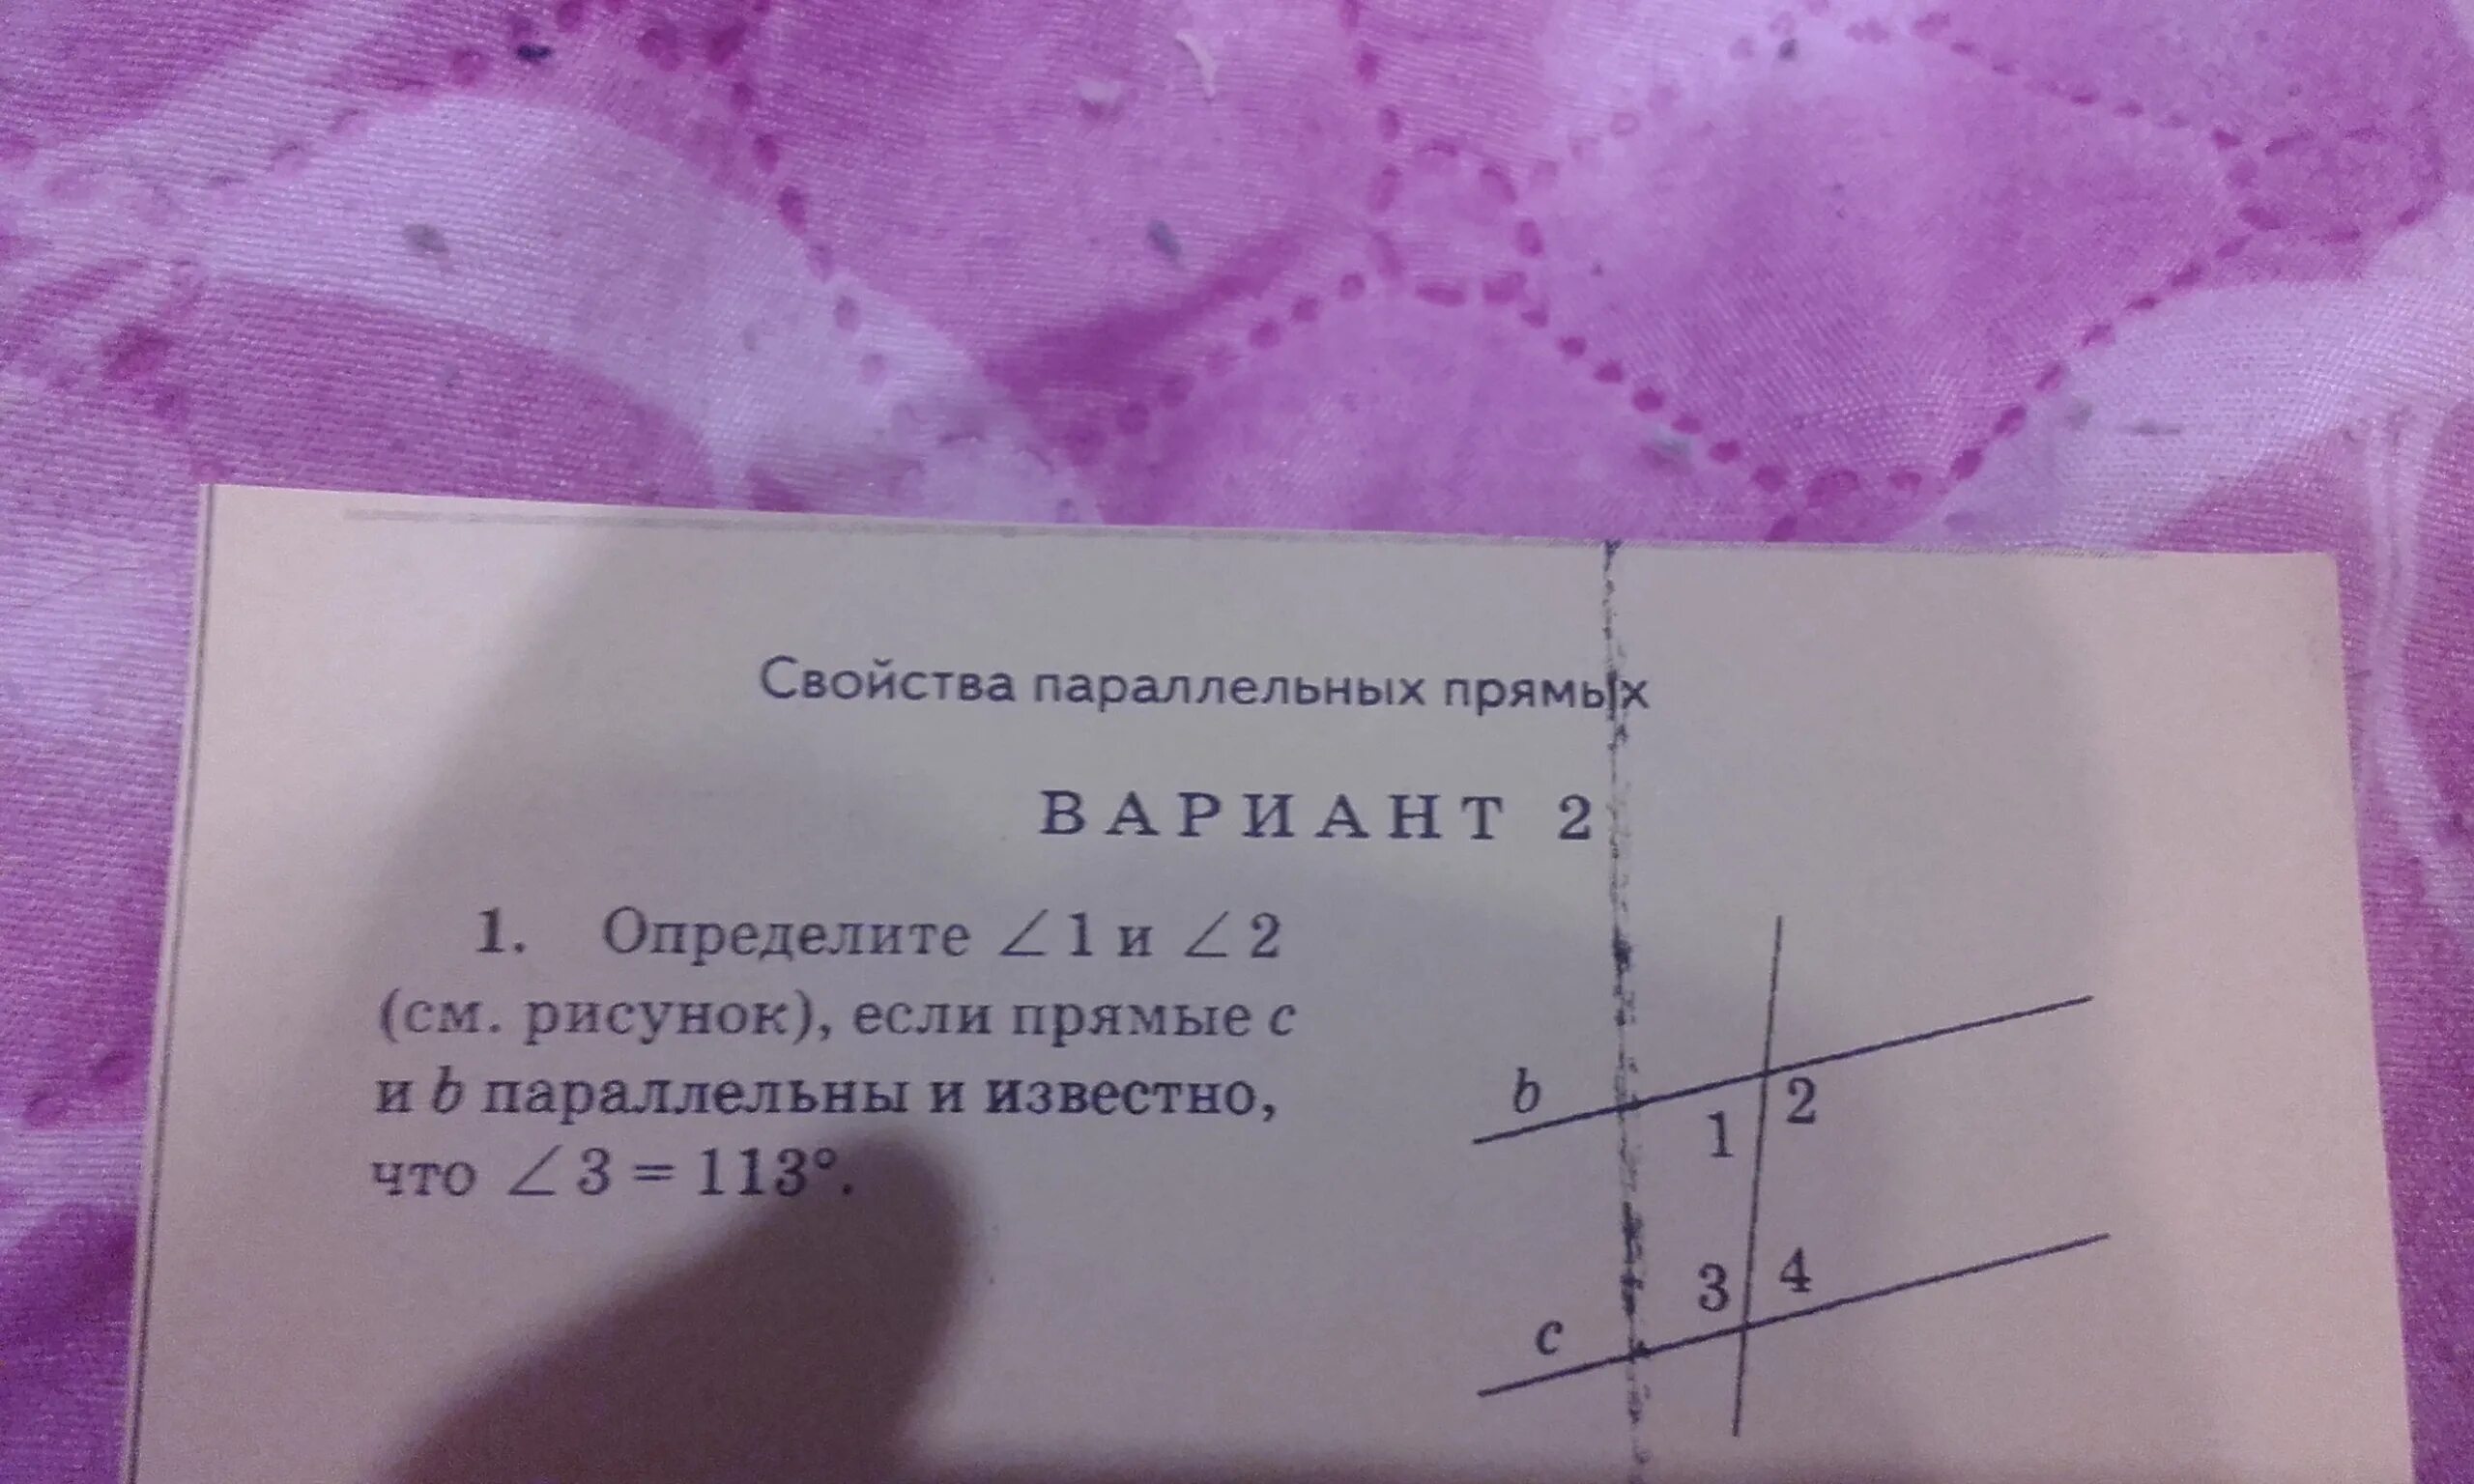 Свойства параллельных прямых
ВАРИАНТ 2
1. Определите ∠1 и ∠2
(см. рисунок), если прямые c
и b параллельны и известно,
что ∠3 = 113°.
b
1 2
3 4
c